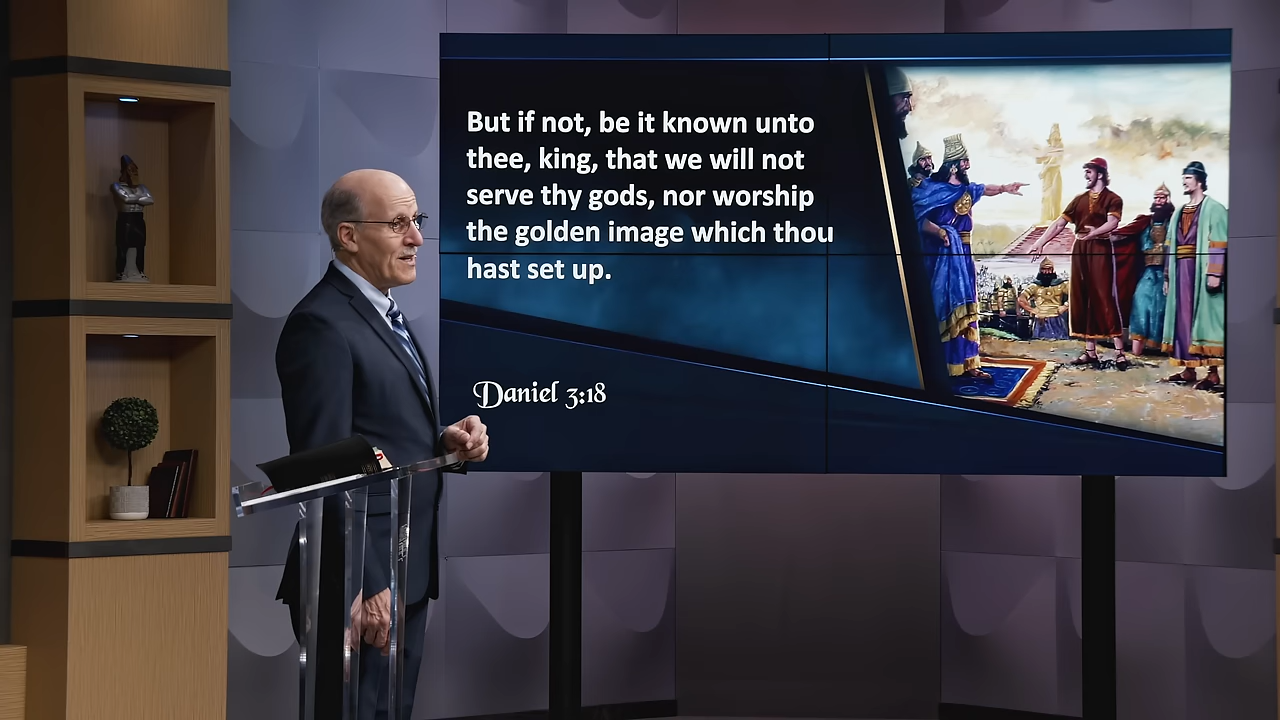 But if not, be it known unto
thee, king, that we will not
serve thy gods, nor worship
the golden image which thou
hast set up.
Daniel 3:18